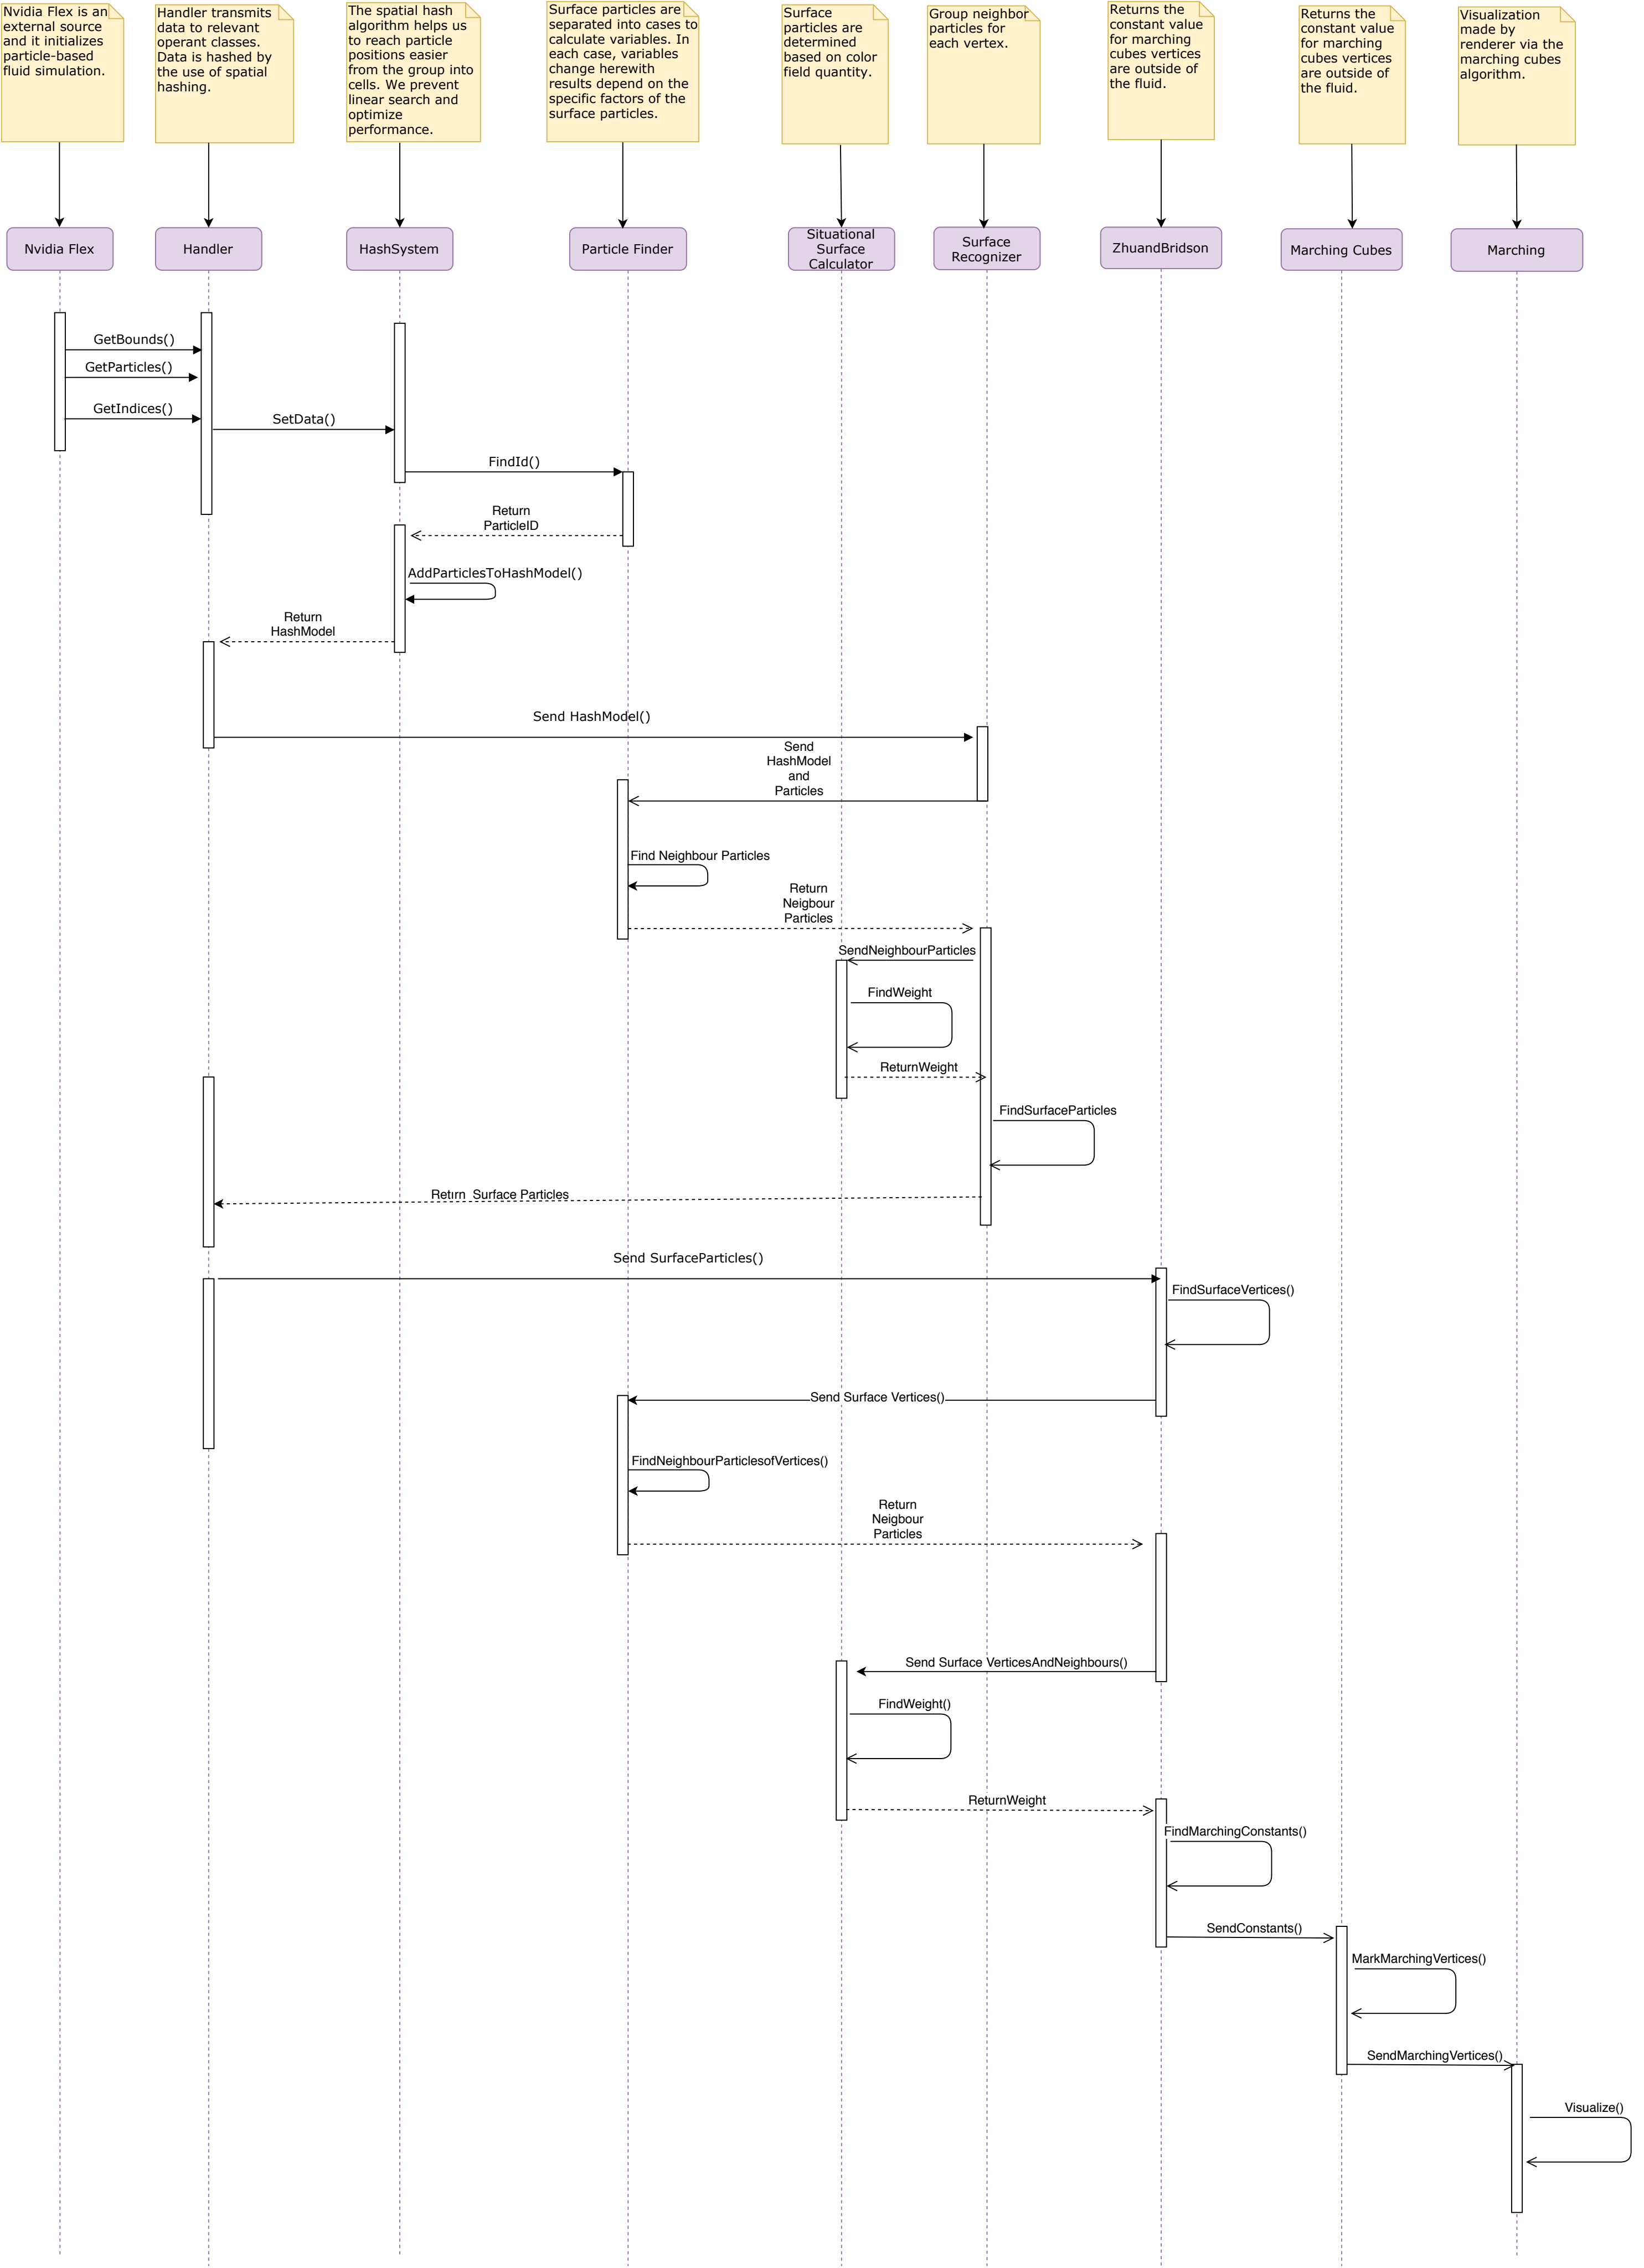 Nvidia Flex is an
external source
and it initializes
particle-based
fluid simulation.
Handler transmits
data to relevant
operant classes.
Data is hashed by
the use of spatial
hashing.
The spatial hash
algorithm helps us
to reach particle
positions easier
from the group into
cells. We prevent
linear search and
optimize
performance.
Surface particles are
separated into cases to
calculate variables. In
each case, variables
change herewith
results depend on the
specific factors of the
surface particles.
Surface
particles are
determined
based on color
field quantity.
Group neighbor
particles for
each vertex.
Returns the
constant value
for marching
cubes vertices
are outside of
the fluid.
Returns the
constant value
for marching
cubes vertices
are outside of
the fluid.
Visualization
made by
renderer via the
marching cubes
algorithm.
Nvidia Flex
Handler
HashSystem
Particle Finder
Situational
Surface
Calculator
Surface
Recognizer
ZhuandBridson
Marching Cubes
Marching
GetBounds()
GetParticles()
GetIndices()
SetData()
FindId()
Return
ParticleID
AddParticlesToHashModel()
Return
HashModel
Send HashModel()
Send
HashModel
and
Particles
Find Neighbour Particles
Return
Neigbour
Particles
SendNeighbourParticles
FindWeight
ReturnWeight
FindSurfaceParticles
Retırn Surface Particles
Send SurfaceParticles()
FindSurfaceVertices()
Send Surface Vertices()
FindNeighbourParticlesofVertices()
Return
Neigbour
Particles
Send Surface VerticesAndNeighbours()
FindWeight()
ReturnWeight
FindMarchingConstants()
SendConstants()
MarkMarchingVertices()
SendMarchingVertices()
Visualize()